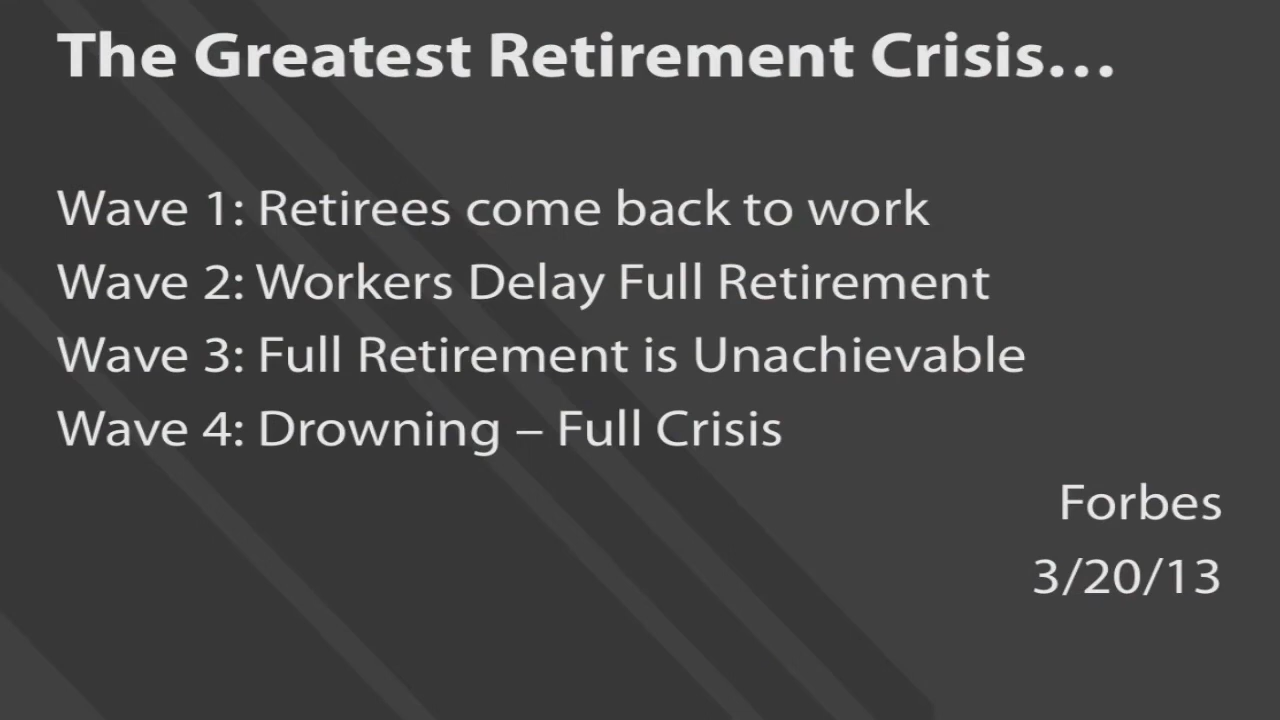 The Greatest Retirement Crisis…
Wave 1: Retirees come back to work
Wave 2: Workers Delay Full Retirement
Wave 3: Full Retirement is Unachievable
Wave 4: Drowning – Full Crisis
Forbes
3/20/13